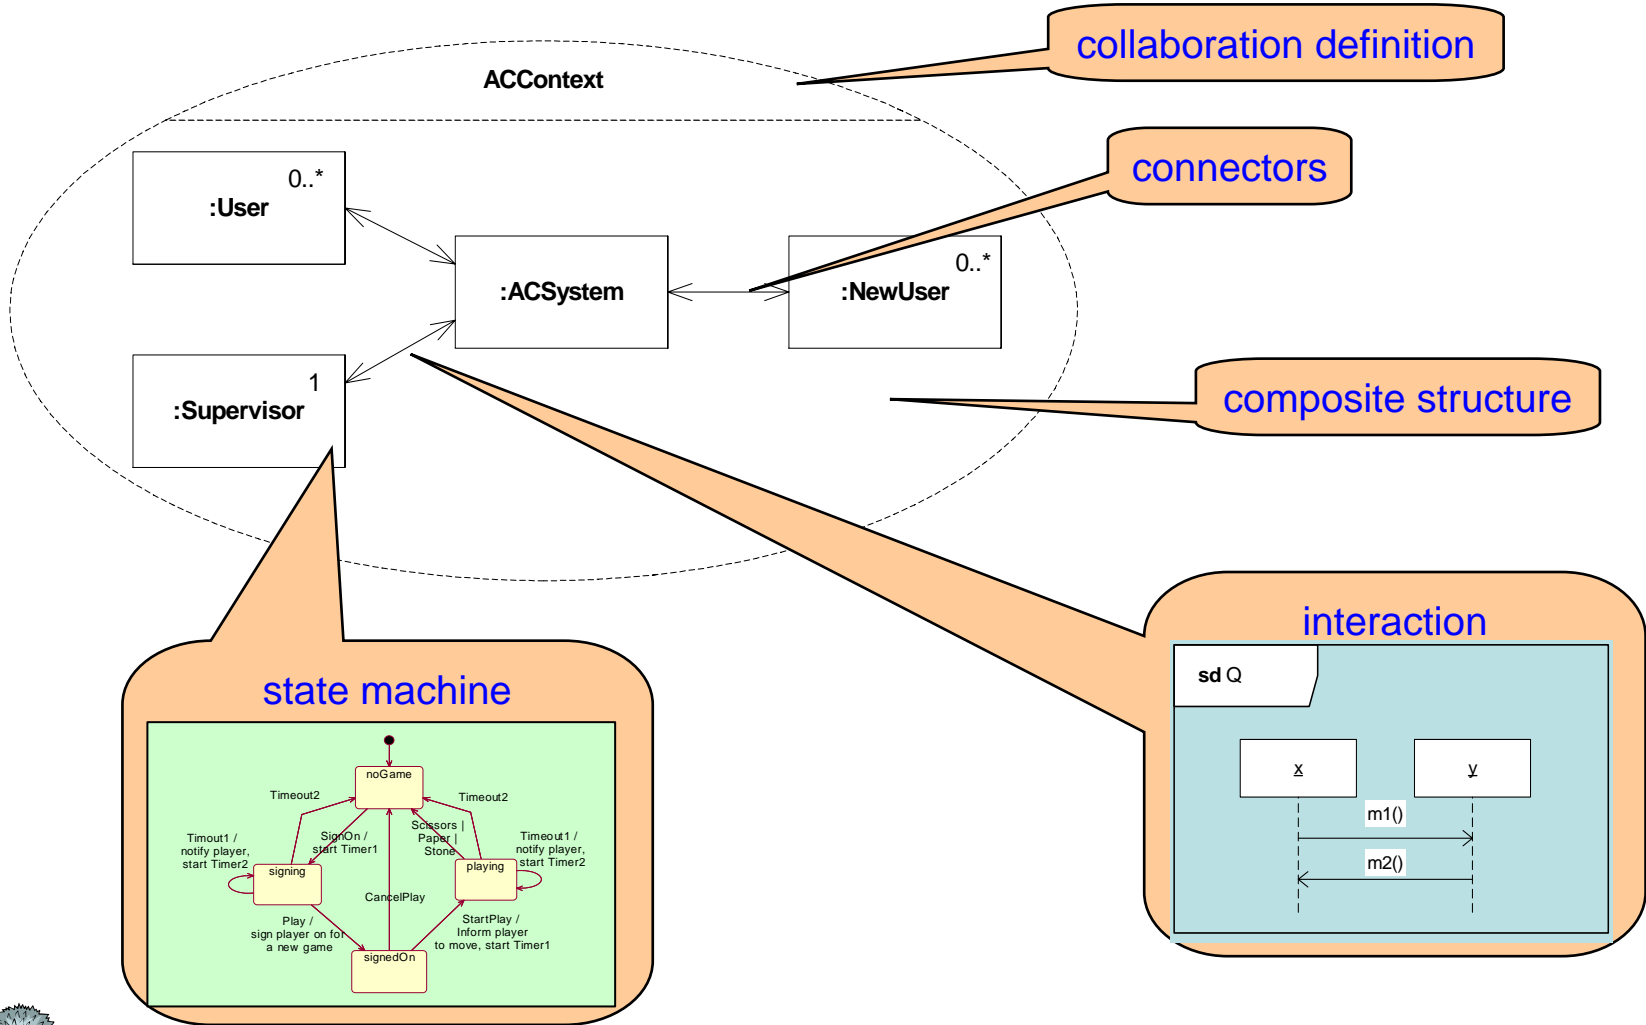 collaboration definition
ACContext
connectors
0..*
:User
:ACSystem
0..*
:NewUser
1
:Supervisor
composite structure
interaction
sd Q
x
y
m1()
m2()
state machine
noGame
Timeout2
Timeout2
Timout1 /
notify player,
start Timer2
SignOn /
start Timer1
Scissors |
Paper |
Stone
Timeout1 /
notify player,
start Timer2
signing
playing
CancelPlay
Play /
sign player on for
a new game
StartPlay /
Inform player
to move, start Timer1
signedOn